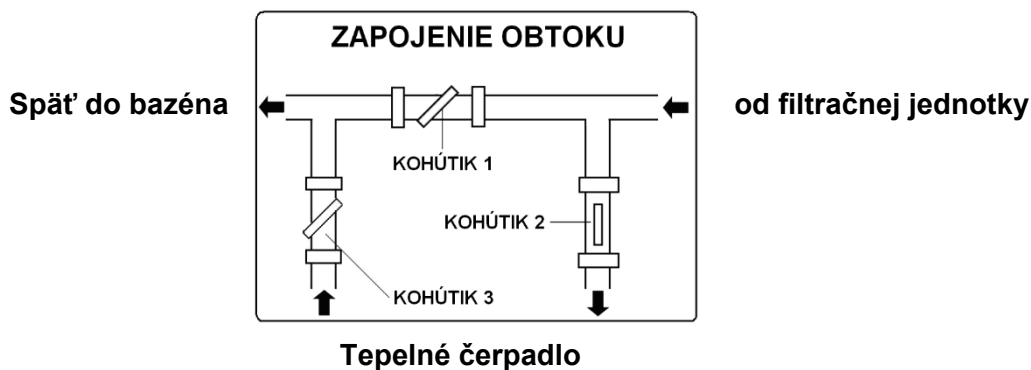 ZAPOJENIE OBTOKU
Späť do bazéna
od filtračnej jednotky
KOHÚTIK 1
KOHÚTIK 2
KOHÚTIK 3
Tepelné čerpadlo